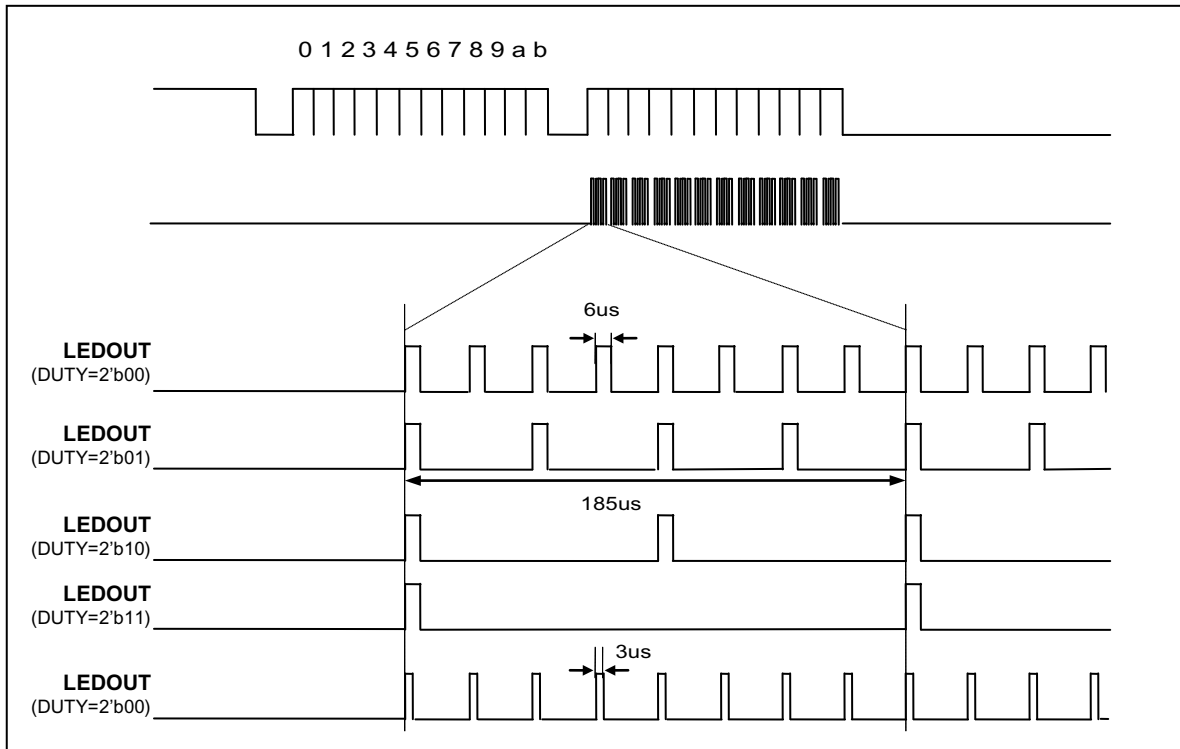 0 1 2 3 4 5 6 7 8 9 a b
6us
LEDOUT
(DUTY=2'b00)
LEDOUT
(DUTY=2'b01)
185us
LEDOUT
(DUTY=2'b10)
LEDOUT
(DUTY=2'b11)
3us
LEDOUT
(DUTY=2'b00)